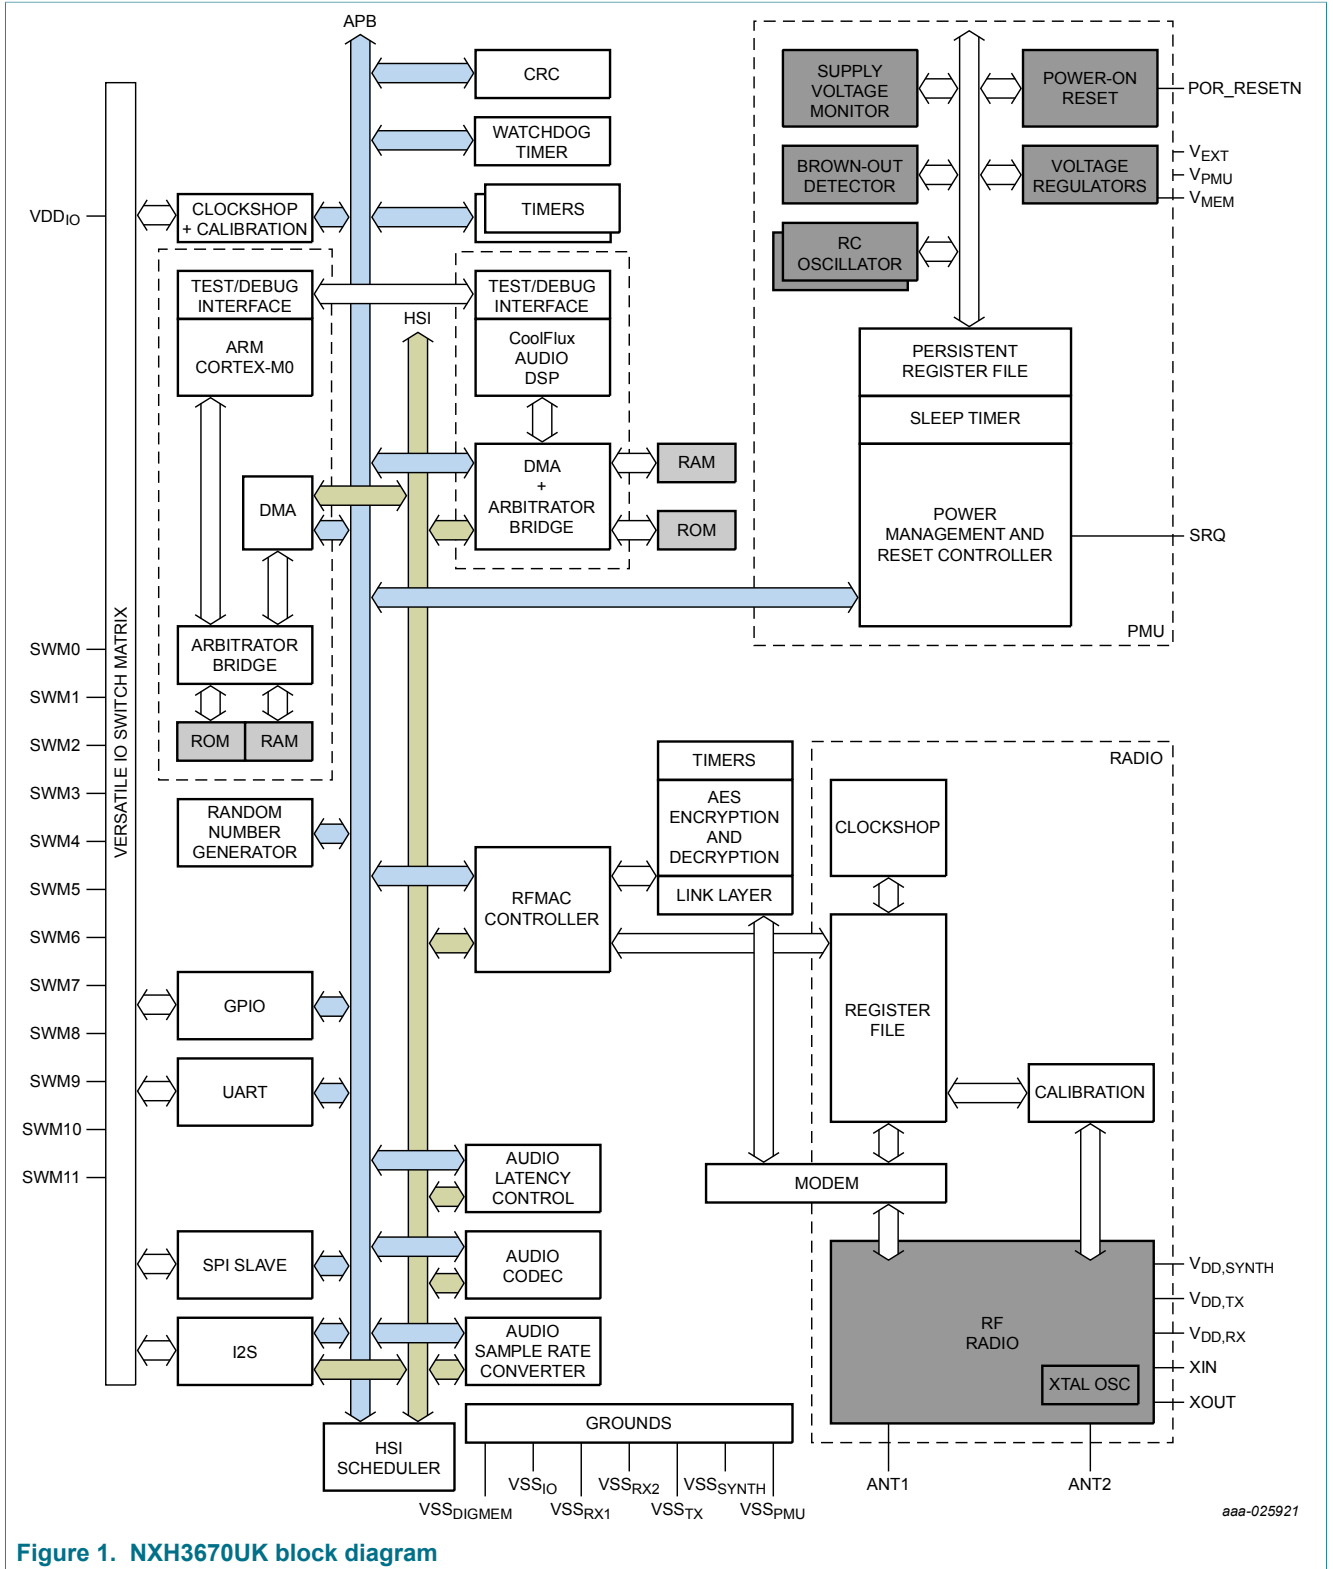 APB
CRC
WATCHDOG
TIMER
TIMERS
VDDIO
CLOCKSHOP
+ CALIBRATION
TEST/DEBUG
INTERFACE
ARM
CORTEX-M0
HSI
TEST/DEBUG
INTERFACE
CoolFlux
AUDIO
DSP
DMA
DMA
+
ARBITRATOR
BRIDGE
RAM
ROM
ARBITRATOR
BRIDGE
ROM
RAM
VERSATILE IO SWITCH MATRIX
SWM0
SWM1
SWM2
SWM3
SWM4
SWM5
SWM6
SWM7
SWM8
SWM9
SWM10
SWM11
RANDOM
NUMBER
GENERATOR
GPIO
UART
SPI SLAVE
I2S
SUPPLY
VOLTAGE
MONITOR
POWER-ON
RESET
POR_RESETN
BROWN-OUT
DETECTOR
VOLTAGE
REGULATORS
VEXT
VPMU
VMEM
RC
OSCILLATOR
PERSISTENT
REGISTER FILE
SLEEP TIMER
POWER
MANAGEMENT AND
RESET CONTROLLER
SRQ
PMU
TIMERS
AES
ENCRYPTION
AND
DECRYPTION
LINK LAYER
RFMAC
CONTROLLER
RADIO
CLOCKSHOP
REGISTER
FILE
CALIBRATION
MODEM
AUDIO
LATENCY
CONTROL
AUDIO
CODEC
AUDIO
SAMPLE RATE
CONVERTER
RF
RADIO
XTAL OSC
VDD,SYNTH
VDD,TX
VDD,RX
XIN
XOUT
ANT1
ANT2
HSI
SCHEDULER
GROUNDS
VSSDIGMEM
VSSIO
VSSRX1
VSSRX2
VSSTX
VSSSYNTH
VSSPMU
aaa-025921
Figure 1. NXH3670UK block diagram